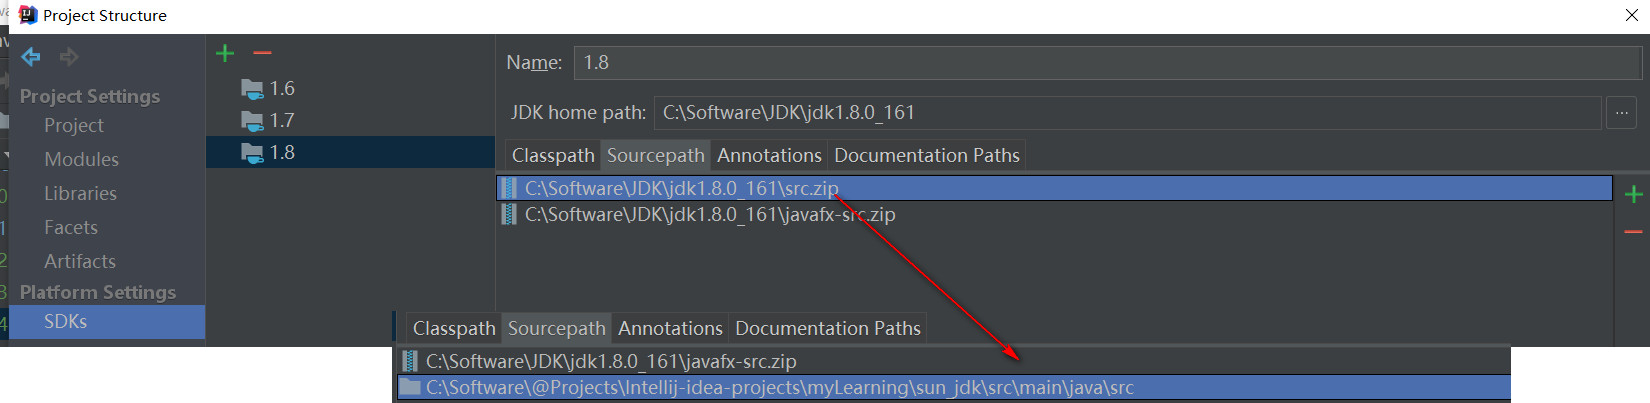 Project Structure
Name: 1.8
1.6
Project Settings
JDK home path: C:\Software\JDK\jdk1.8.0_161 ...
Project
1.7
Modules
1.8
Classpath Sourcepath Annotations Documentation Paths
Libraries
C:\Software\JDK\jdk1.8.0_161\src.zip
Facets
C:\Software\JDK\jdk1.8.0_161\javafx-src.zip
Artifacts
Platform Settings
SDKs
Classpath Sourcepath Annotations Documentation Paths
C:\Software\JDK\jdk1.8.0_161\javafx-src.zip
C:\Software\@Projects\Intellij-idea-projects\myLearning\sun_jdk\src\main\java\src